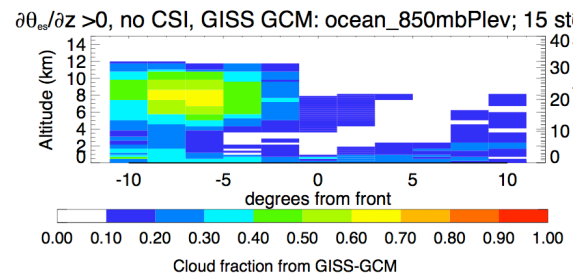 ∂θes/∂z >0, no CSI, GISS GCM: ocean_850mbPlev; 15 st
Altitude (km)
14
12
10
8
6
4
2
0
40
30
20
10
0
-10 -5 0 5 10
degrees from front
0.00 0.10 0.20 0.30 0.40 0.50 0.60 0.70 0.80 0.90 1.00
Cloud fraction from GISS-GCM